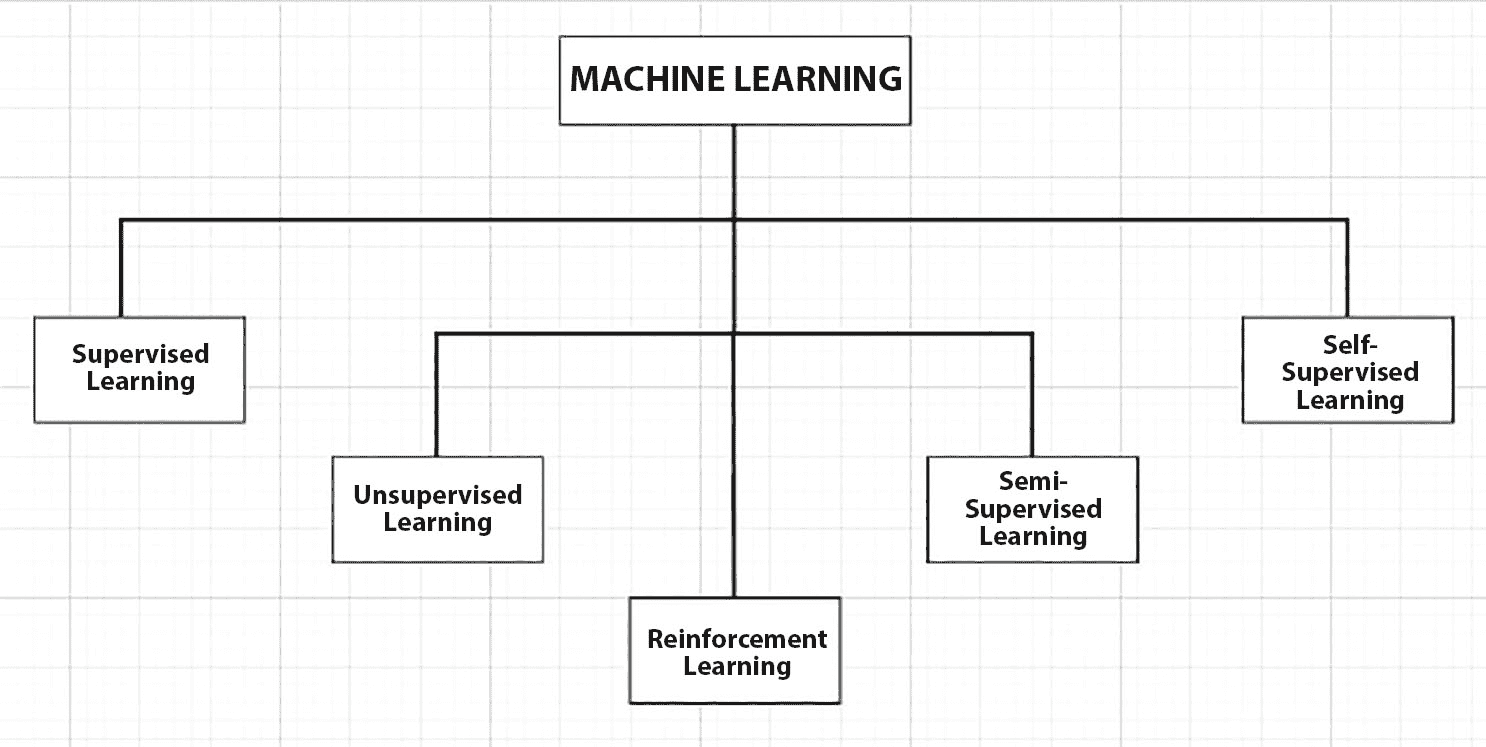 MACHINE LEARNING
Supervised
Learning
Self-
Supervised
Learning
Unsupervised
Learning
Semi-
Supervised
Learning
Reinforcement
Learning